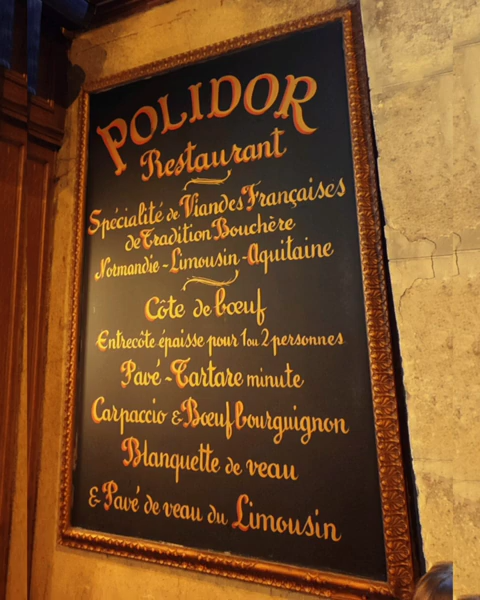 POLIDOR
Restaurant
Spécialité de Viandes Françaises
de Tradition Bouchère
Normandie - Limousin - Aquitaine
Côte de bœuf
Entrecôte épaisse pour 1 ou 2 personnes
Pavé - Tartare minute
Carpaccio & Bœuf bourguignon
Blanquette de veau
& Pavé de veau du Limousin